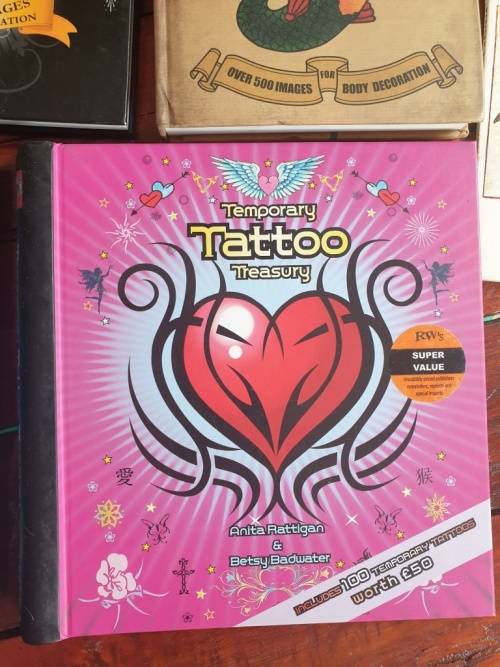 AGES
ATION
OVER 500 IMAGES FOR BODY DECORATION
Temporary
Tattoo
Treasury
RW's
SUPER
VALUE
愛
猴
Anita Rattigan
&
Betsy Badwater
INCLUDES 100 TEMPORARY TATTOOS
worth £50